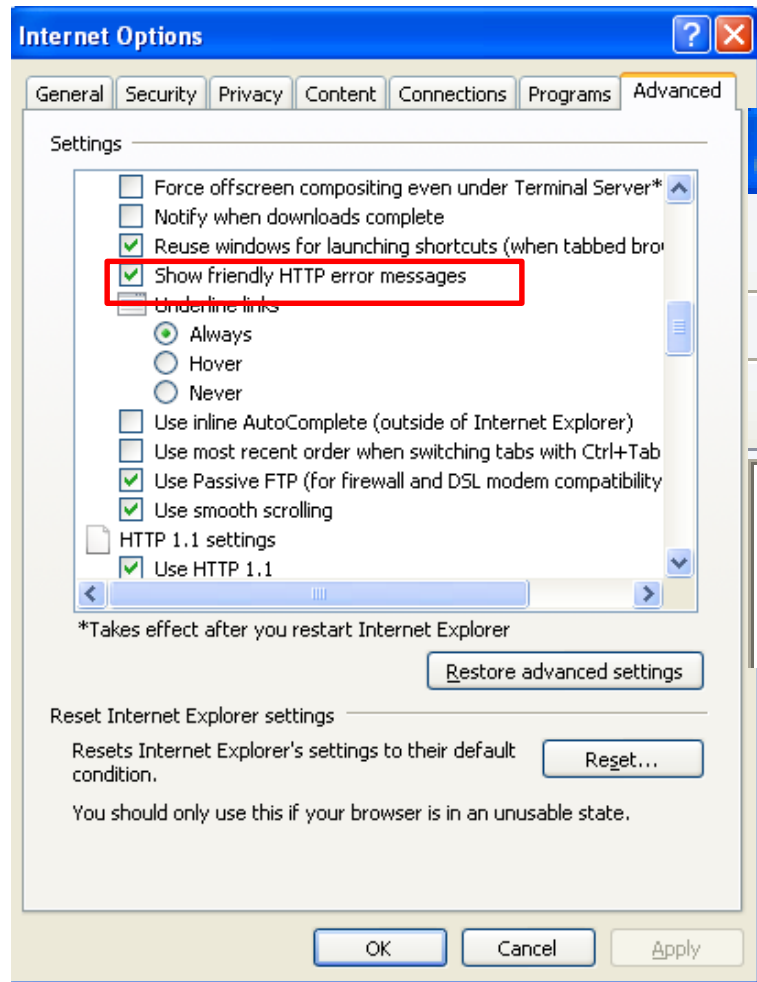 Internet Options
General Security Privacy Content Connections Programs Advanced
Settings
Force offscreen compositing even under Terminal Server*
Notify when downloads complete
Reuse windows for launching shortcuts (when tabbed bro
Show friendly HTTP error messages
Underline links
Always
Hover
Never
Use inline AutoComplete (outside of Internet Explorer)
Use most recent order when switching tabs with Ctrl+Tab
Use Passive FTP (for firewall and DSL modem compatibility
Use smooth scrolling
HTTP 1.1 settings
Use HTTP 1.1
*Takes effect after you restart Internet Explorer
Restore advanced settings
Reset Internet Explorer settings
Resets Internet Explorer's settings to their default
condition.
Reset...
You should only use this if your browser is in an unusable state.
OK Cancel Apply